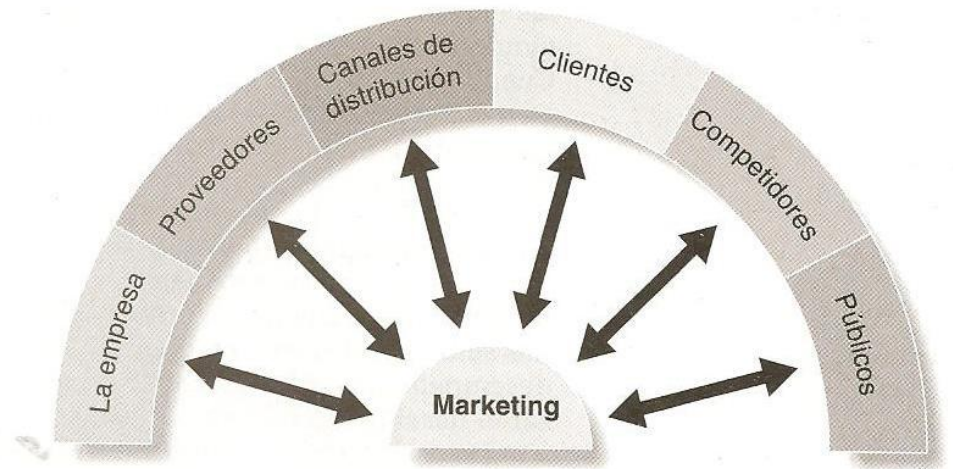 La empresa
Proveedores
Canales de
distribución
Clientes
Competidores
Públicos
Marketing